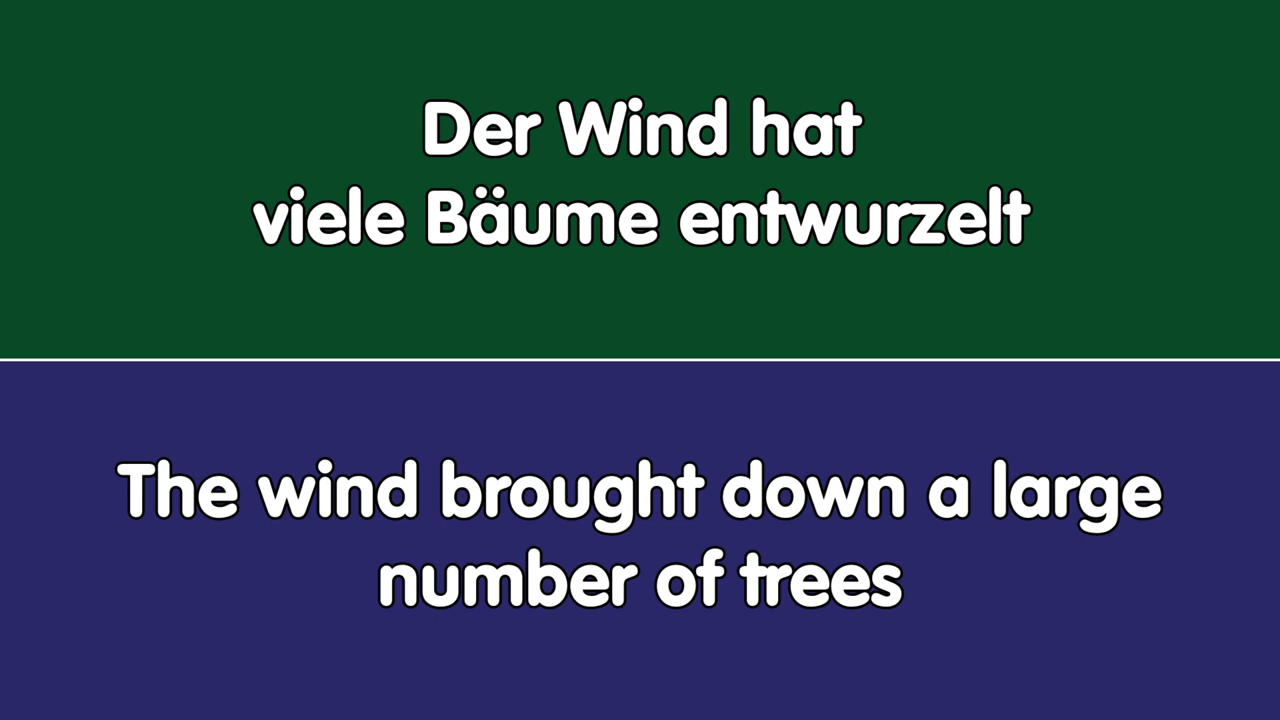 Der Wind hat
viele Bäume entwurzelt
The wind brought down a large
number of trees